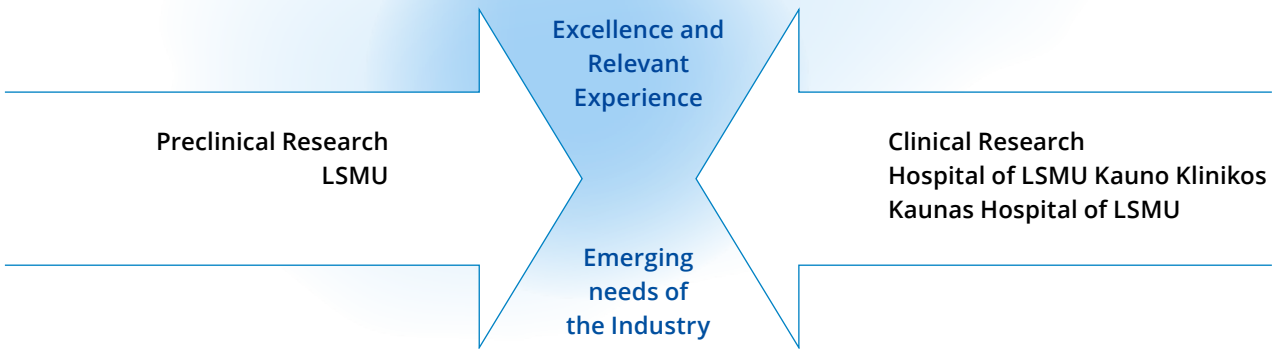 Excellence and
Relevant
Experience
Preclinical Research
LSMU
Clinical Research
Hospital of LSMU Kauno Klinikos
Kaunas Hospital of LSMU
Emerging
needs of
the Industry